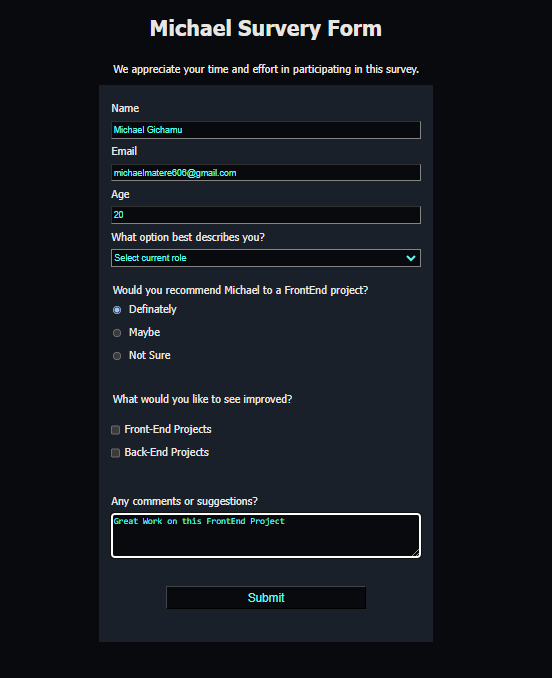 Michael Survery Form
We appreciate your time and effort in participating in this survey.
Name
Michael Gichamu
Email
michaelmatere606@gmail.com
Age
20
What option best describes you?
Select current role
Would you recommend Michael to a FrontEnd project?
Definately
Maybe
Not Sure
What would you like to see improved?
Front-End Projects
Back-End Projects
Any comments or suggestions?
Great Work on this FrontEnd Project
Submit